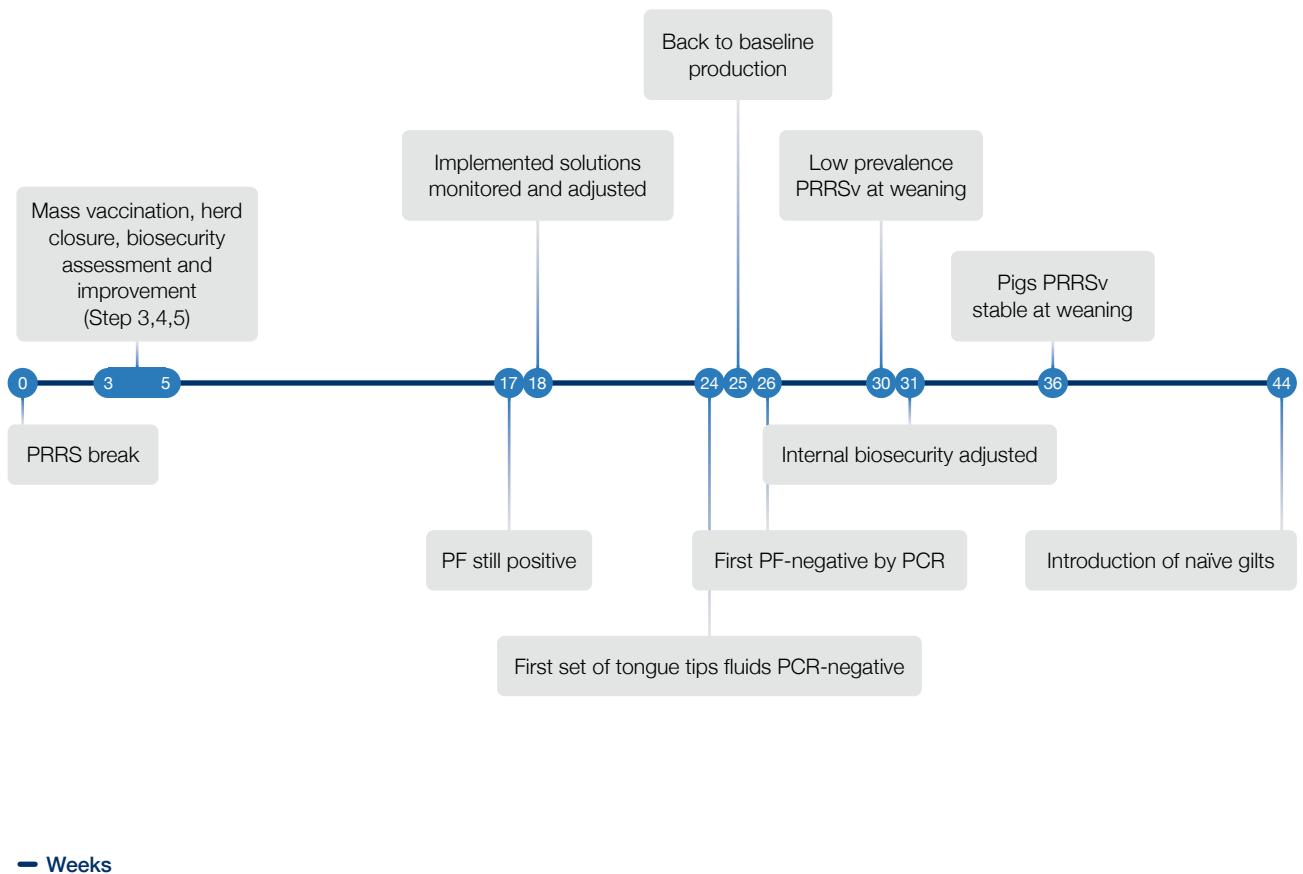 Back to baseline
production
Implemented solutions
monitored and adjusted
Low prevalence
PRRSv at weaning
Mass vaccination, herd
closure, biosecurity
assessment and
improvement
(Step 3,4,5)
Pigs PRRSv
stable at weaning
0 3 5 17 18 24 25 26 30 31 36 44
PRRS break
Internal biosecurity adjusted
PF still positive
First PF-negative by PCR
Introduction of naïve gilts
First set of tongue tips fluids PCR-negative
Weeks